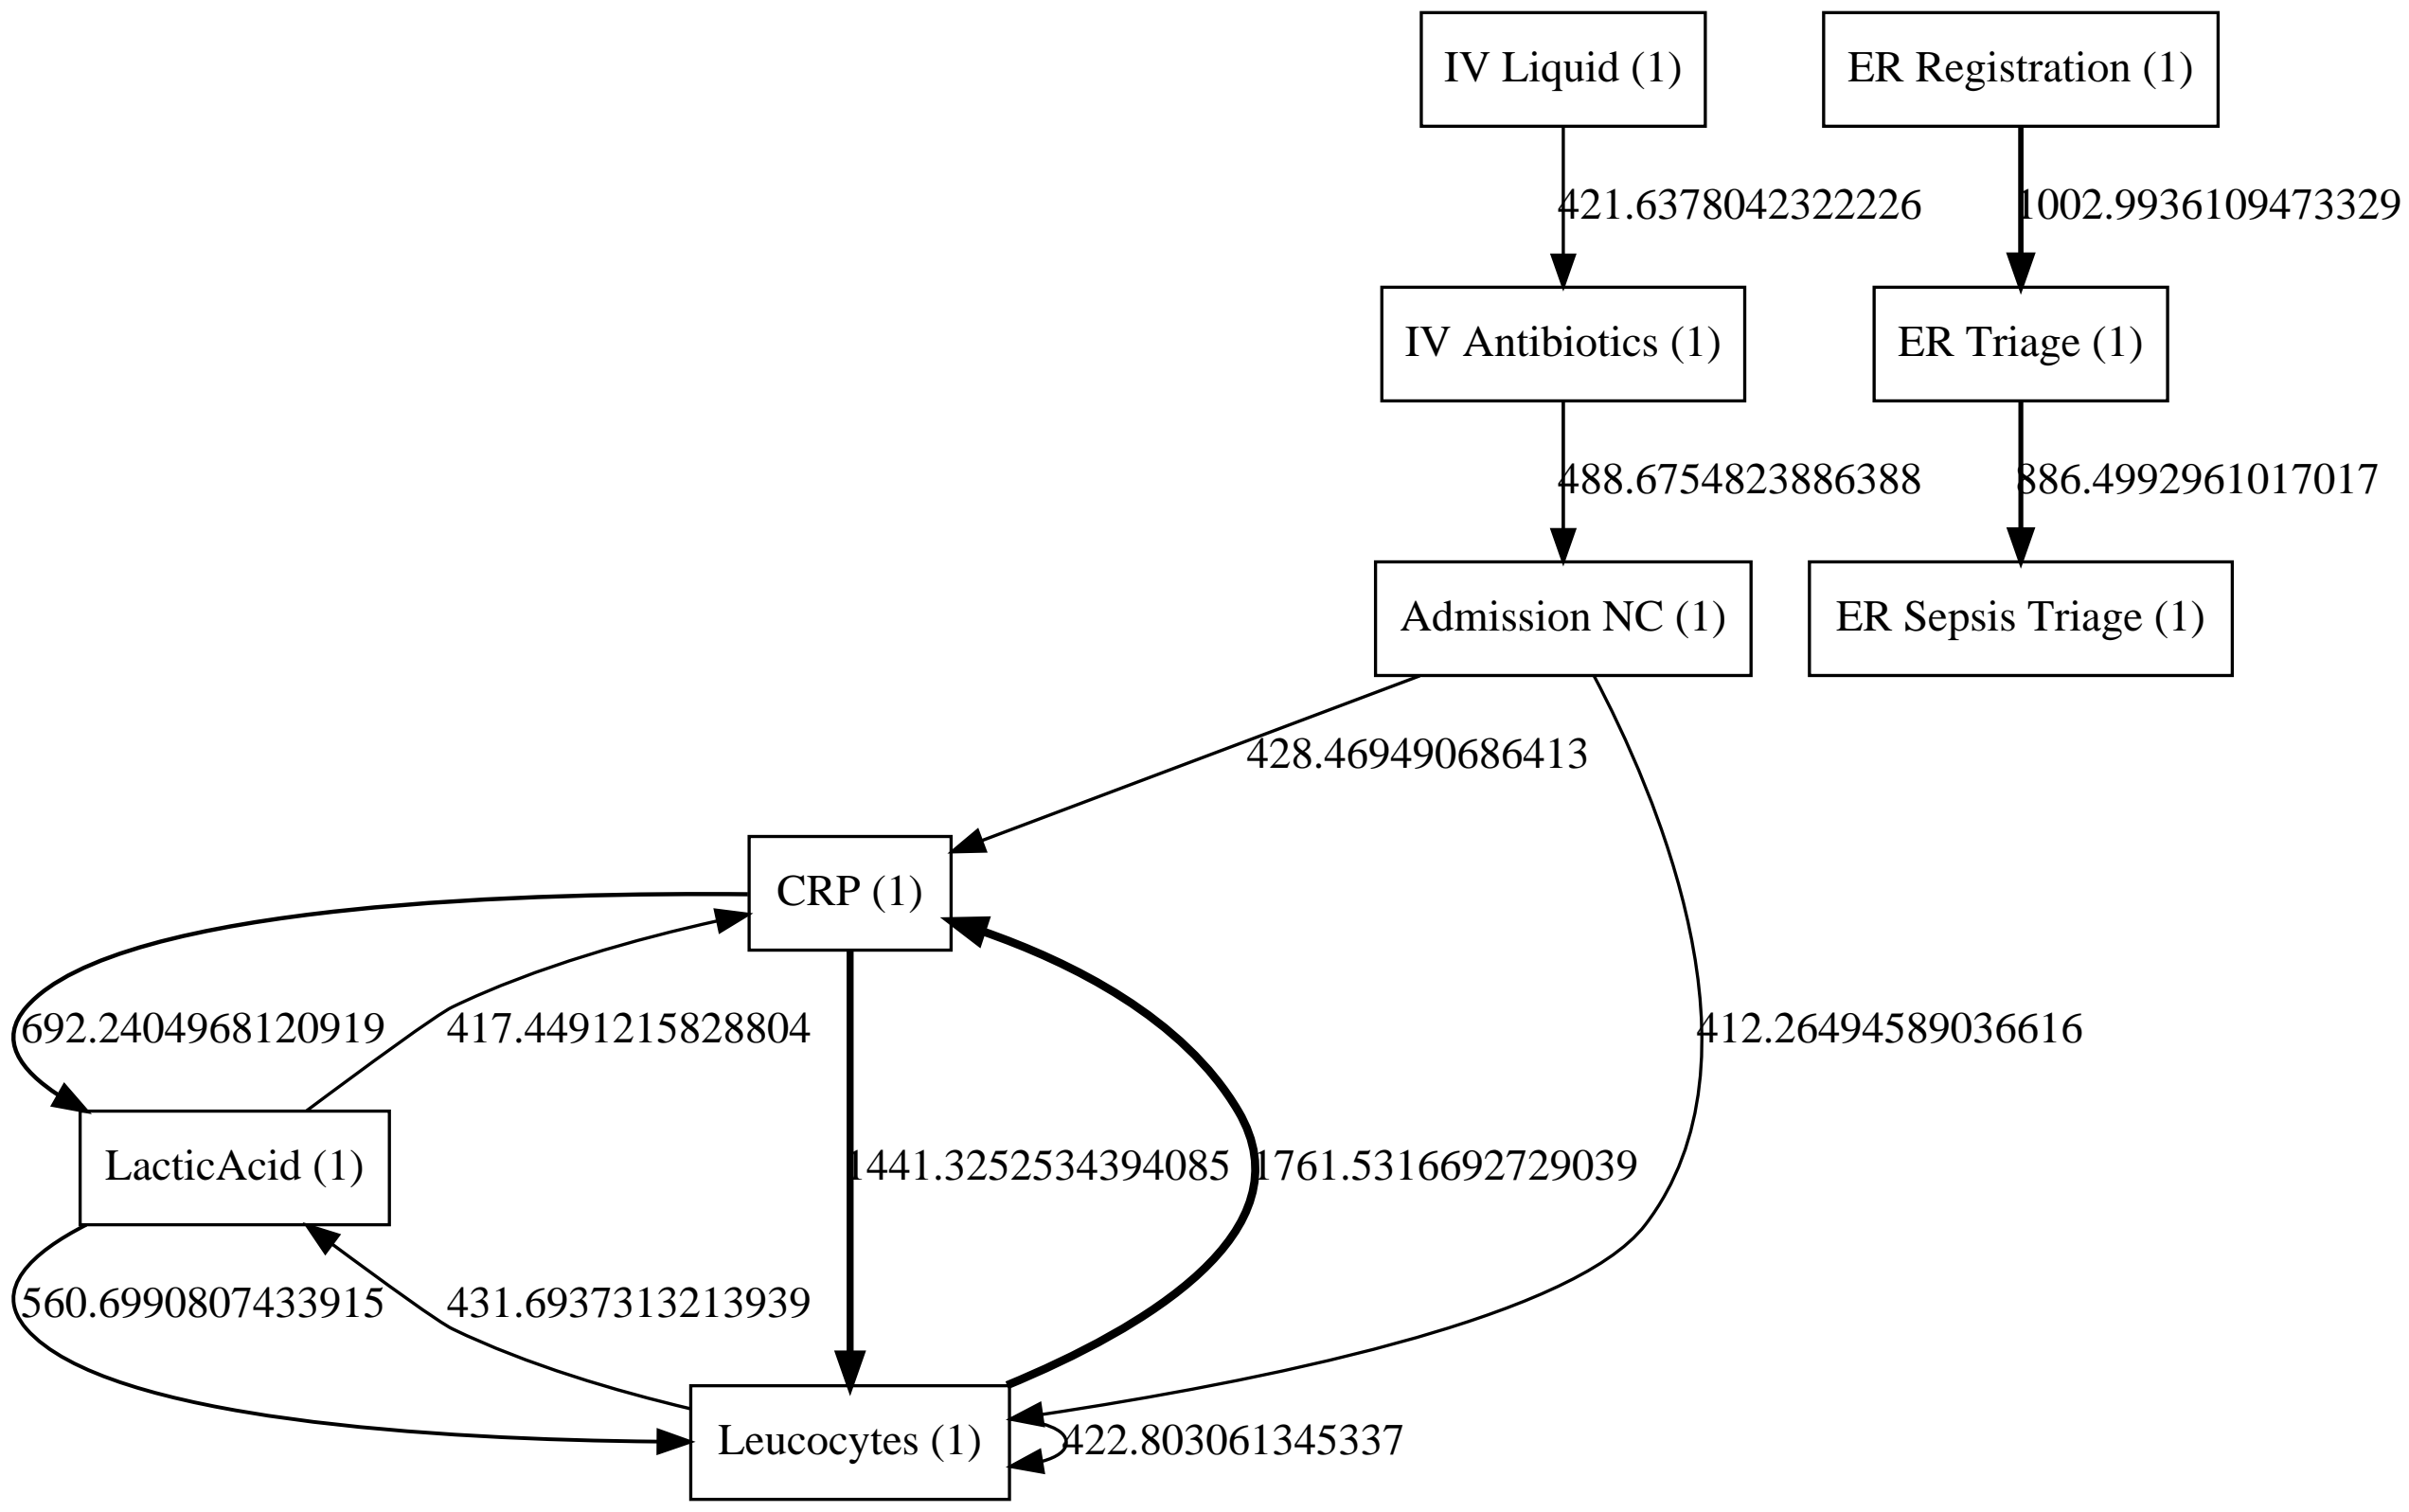 IV Liquid (1)
ER Registration (1)
421.6378042322226
1002.9936109473329
IV Antibiotics (1)
ER Triage (1)
488.6754823886388
886.4992961017017
Admission NC (1)
ER Sepsis Triage (1)
428.469490686413
CRP (1)
692.2404968120919
417.4491215828804
412.26494589036616
LacticAcid (1)
1441.3252534394085
1761.5316692729039
560.6990807433915
431.6937313213939
Leucocytes (1)
422.803061345337